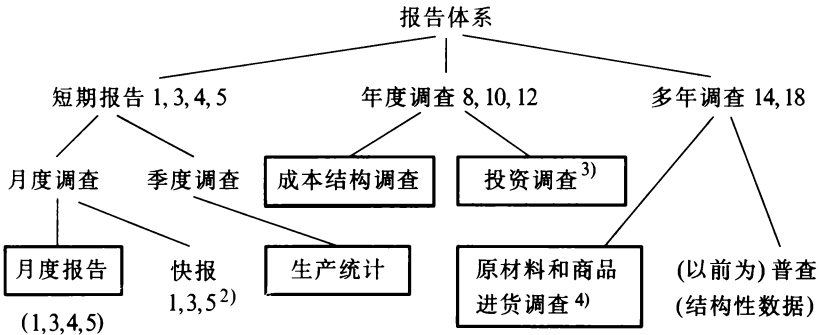 报告体系
短期报告 1,3,4,5
年度调查 8,10,12
多年调查 14,18
月度调查
季度调查
成本结构调查
投资调查3)
月度报告
快报
1,3,5 2)
生产统计
原材料和商品
进货调查4)
(以前为)普查
(结构性数据)
(1,3,4,5)